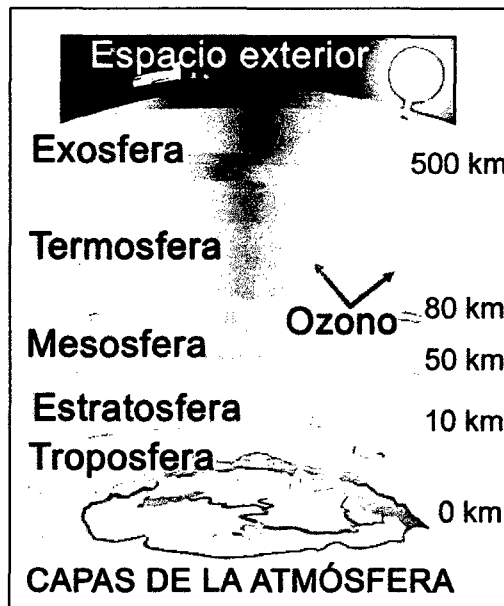 Espacio exterior
Exosfera
500 km
Termosfera
Ozono
80 km
Mesosfera
50 km
Estratosfera
10 km
Troposfera
0 km
CAPAS DE LA ATMÓSFERA